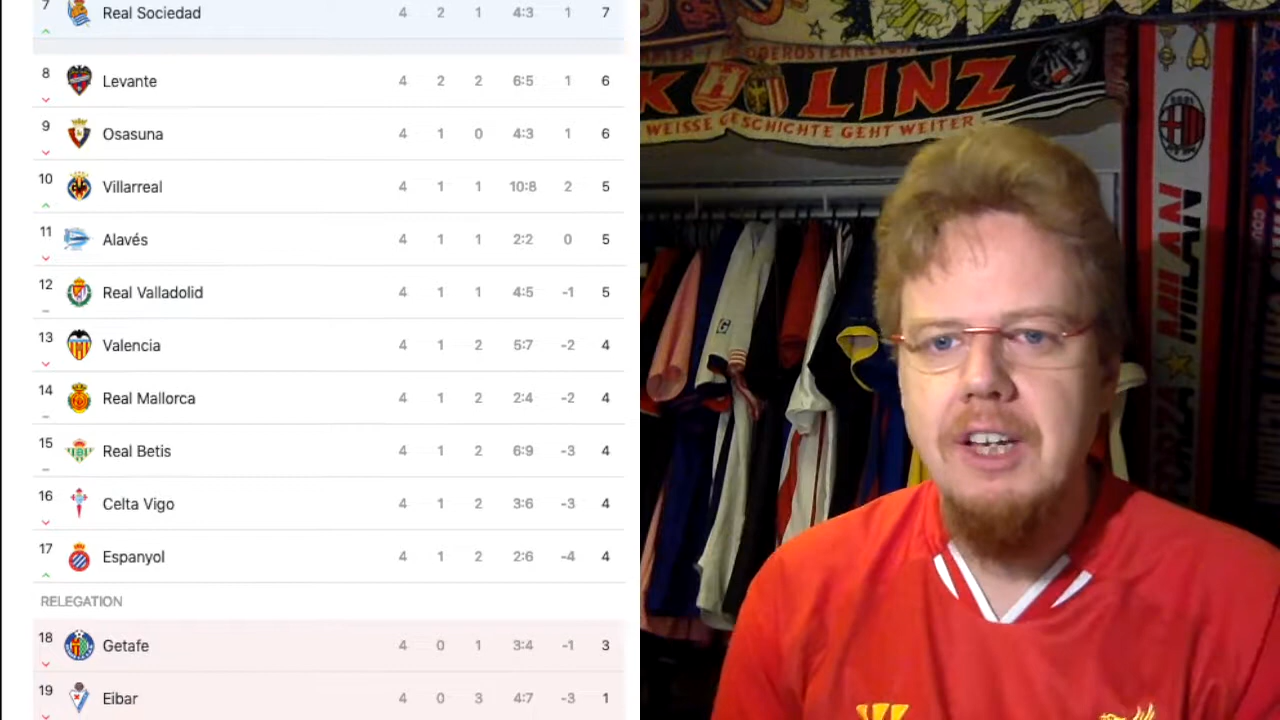 7 Real Sociedad 4 2 1 4:3 1 7
8 Levante 4 2 2 6:5 1 6
9 Osasuna 4 1 0 4:3 1 6
10 Villarreal 4 1 1 10:8 2 5
11 Alavés 4 1 1 2:2 0 5
12 Real Valladolid 4 1 1 4:5 -1 5
13 Valencia 4 1 2 5:7 -2 4
14 Real Mallorca 4 1 2 2:4 -2 4
15 Real Betis 4 1 2 6:9 -3 4
16 Celta Vigo 4 1 2 3:6 -3 4
17 Espanyol 4 1 2 2:6 -4 4
RELEGATION
18 Getafe 4 0 1 3:4 -1 3
19 Eibar 4 0 3 4:7 -3 1
OBERÖSTERREICH
K LINZ
WEISSE GESCHICHTE GEHT WEITER
FORZA MILAN
G